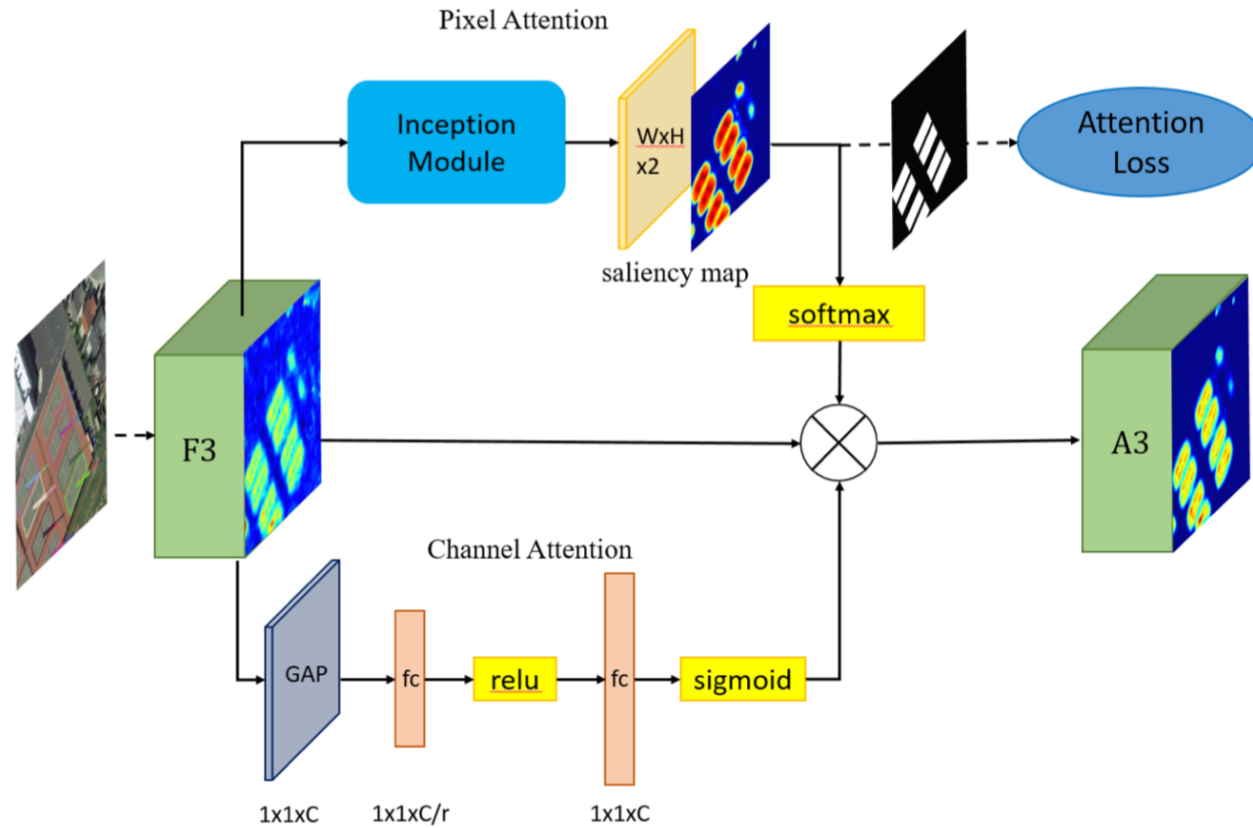 Pixel Attention
Inception
Module
WxH
x2
Attention
Loss
saliency map
softmax
F3
A3
Channel Attention
GAP
fc
relu
fc
sigmoid
1x1xC
1x1xC/r
1x1xC